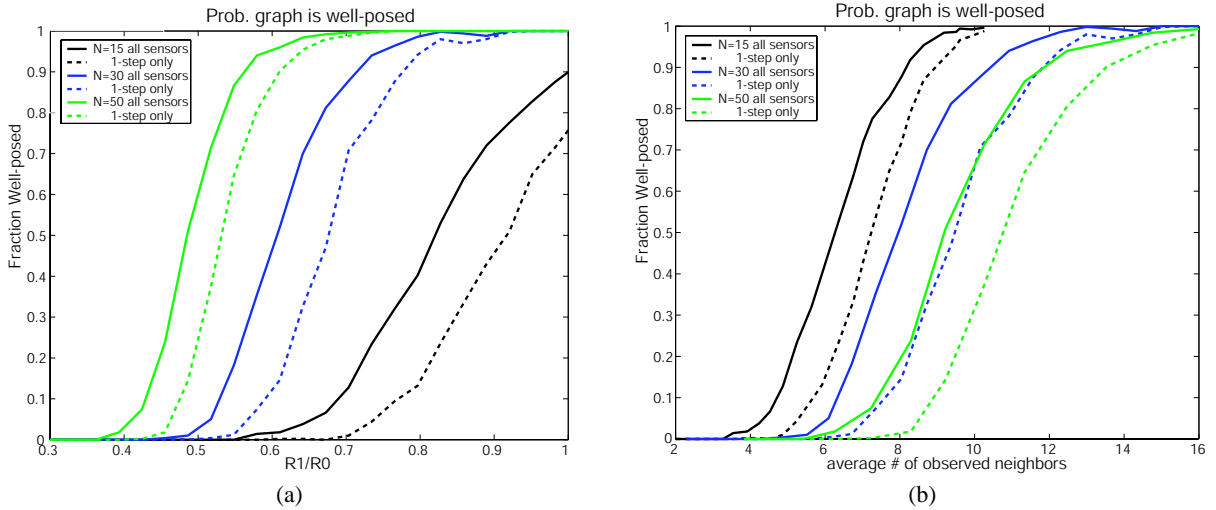 Prob. graph is well-posed
Fraction Well-posed
1
0.9
0.8
0.7
0.6
0.5
0.4
0.3
0.2
0.1
0
N=15 all sensors
1-step only
N=30 all sensors
1-step only
N=50 all sensors
1-step only
0.3 0.4 0.5 0.6 0.7 0.8 0.9 1
R1/R0
(a)
Prob. graph is well-posed
Fraction Well-posed
1
0.9
0.8
0.7
0.6
0.5
0.4
0.3
0.2
0.1
0
N=15 all sensors
1-step only
N=30 all sensors
1-step only
N=50 all sensors
1-step only
2 4 6 8 10 12 14 16
average # of observed neighbors
(b)